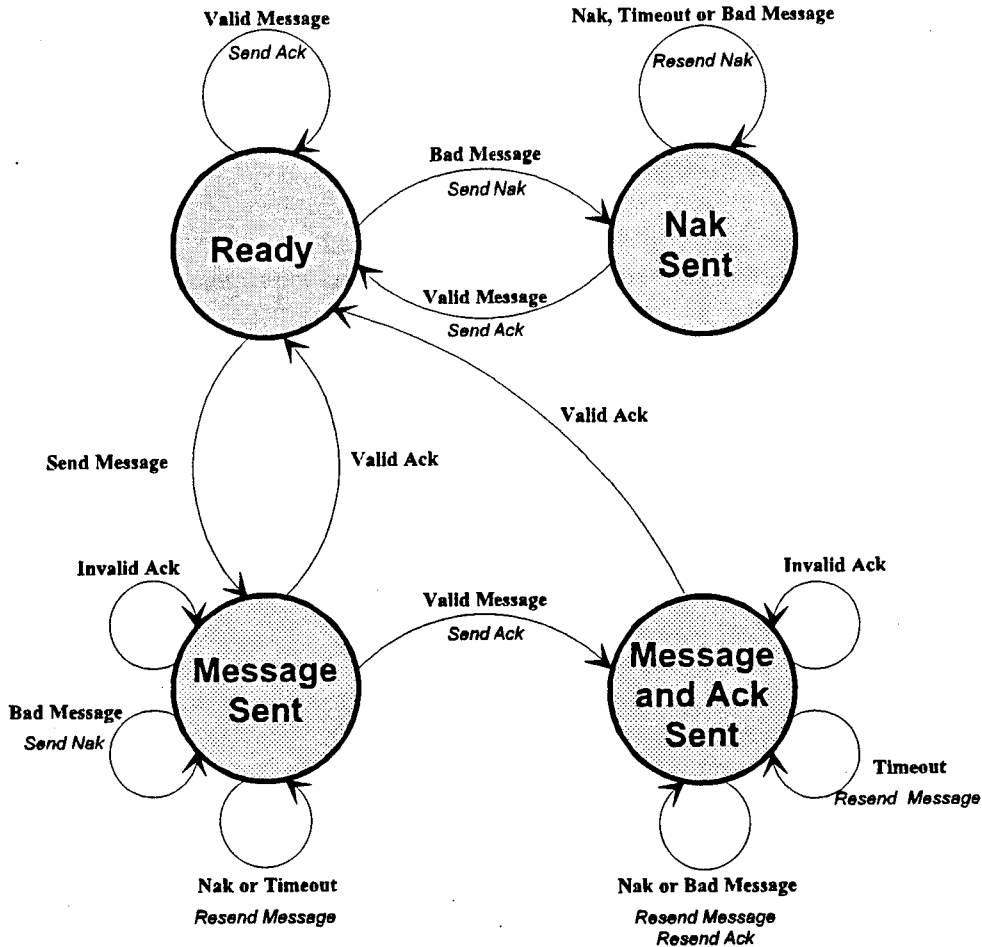 Valid Message
Send Ack
Nak, Timeout or Bad Message
Resend Nak
Bad Message
Send Nak
Ready
Nak
Sent
Valid Message
Send Ack
Valid Ack
Send Message
Valid Ack
Invalid Ack
Valid Message
Send Ack
Invalid Ack
Message
Sent
Message
and Ack
Sent
Bad Message
Send Nak
Timeout
Resend Message
Nak or Timeout
Resend Message
Nak or Bad Message
Resend Message
Resend Ack